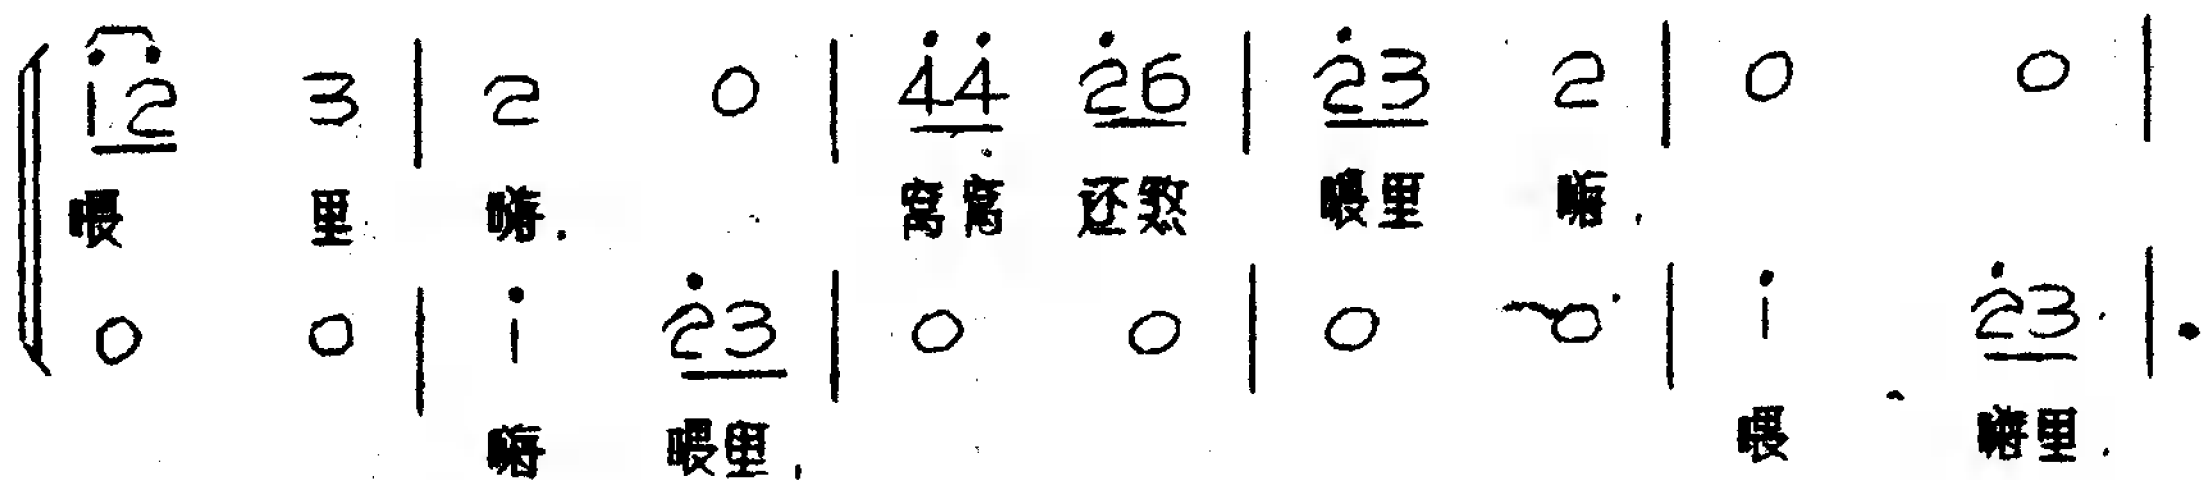 i̇ 2̇ 3 | 2 0 | 4̇ 4̇ 2̇ 6 | 2̇ 3 2 | 0 0 |
喂 里 嗨. 窝窝 还熬 喂里 嗨.
0 0 | i̇ 2̇ 3 | 0 0 | 0 0 | i̇ 2̇ 3 |
嗨 喂里, 喂 嗨里.